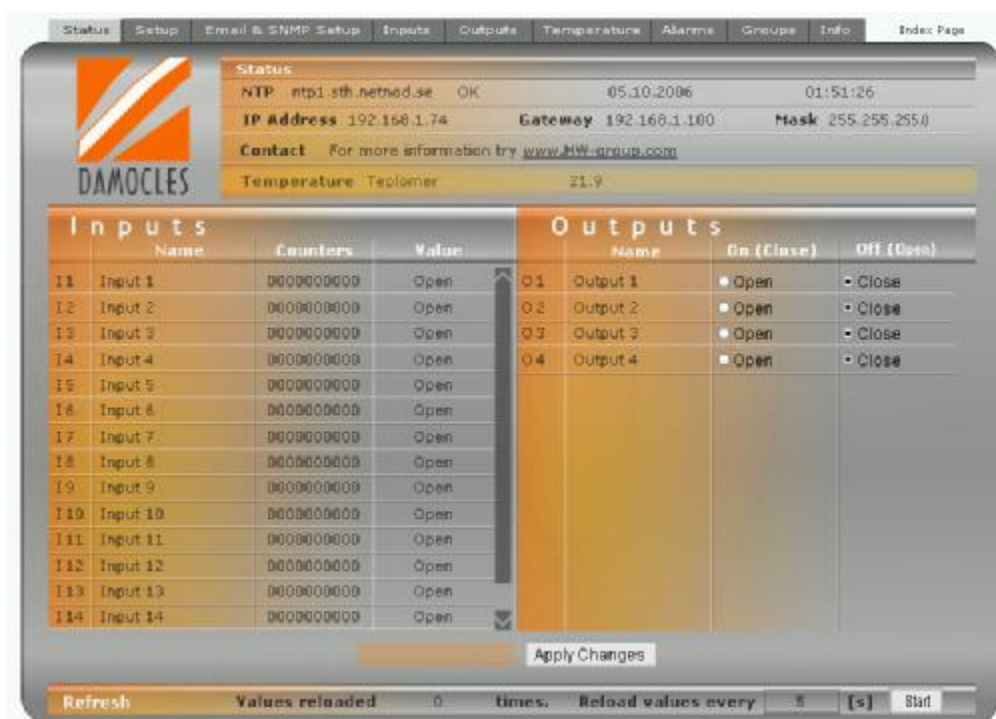 Status Setup Email & SNMP Setup Inputs Outputs Temperature Alarms Groups Info Index Page
DAMOCLES
Status
NTP ntp1.sth.netnod.se OK 05.10.2006 01:51:26
IP Address 192.168.1.74 Gateway 192.168.1.100 Mask 255.255.255.0
Contact For more information try www.HW-group.com
Temperature Teplomer 21.9
Inputs Outputs
Name Counters Value Name On (Close) Off (Open)
I1 Input 1 0000000000 Open O1 Output 1 Open Close
I2 Input 2 0000000000 Open O2 Output 2 Open Close
I3 Input 3 0000000000 Open O3 Output 3 Open Close
I4 Input 4 0000000000 Open O4 Output 4 Open Close
I5 Input 5 0000000000 Open
I6 Input 6 0000000000 Open
I7 Input 7 0000000000 Open
I8 Input 8 0000000000 Open
I9 Input 9 0000000000 Open
I10 Input 10 0000000000 Open
I11 Input 11 0000000000 Open
I12 Input 12 0000000000 Open
I13 Input 13 0000000000 Open
I14 Input 14 0000000000 Open
Apply Changes
Refresh Values reloaded 0 times. Reload values every [s] Start